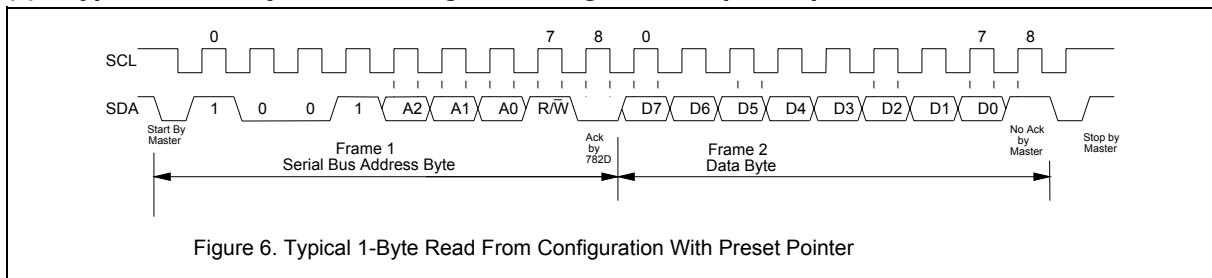 0 7 8 0 7 8
SCL
SDA 1 0 0 1 A2 A1 A0 R/W̅ D7 D6 D5 D4 D3 D2 D1 D0
Start By
Master
Ack
by
782D
No Ack
by
Master
Stop by
Master
Frame 1
Serial Bus Address Byte
Frame 2
Data Byte
Figure 6. Typical 1-Byte Read From Configuration With Preset Pointer